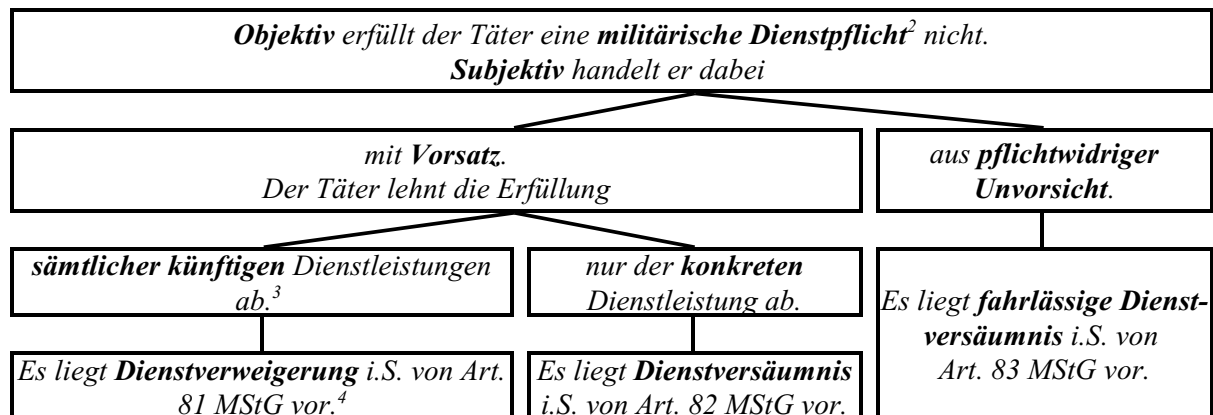 Objektiv erfüllt der Täter eine militärische Dienstpflicht² nicht.
Subjektiv handelt er dabei
mit Vorsatz.
Der Täter lehnt die Erfüllung
aus pflichtwidriger
Unvorsicht.
sämtlicher künftigen Dienstleistungen
ab.³
nur der konkreten
Dienstleistung ab.
Es liegt fahrlässige Dienst-
versäumnis i.S. von
Art. 83 MStG vor.
Es liegt Dienstverweigerung i.S. von Art.
81 MStG vor.⁴
Es liegt Dienstversäumnis
i.S. von Art. 82 MStG vor.